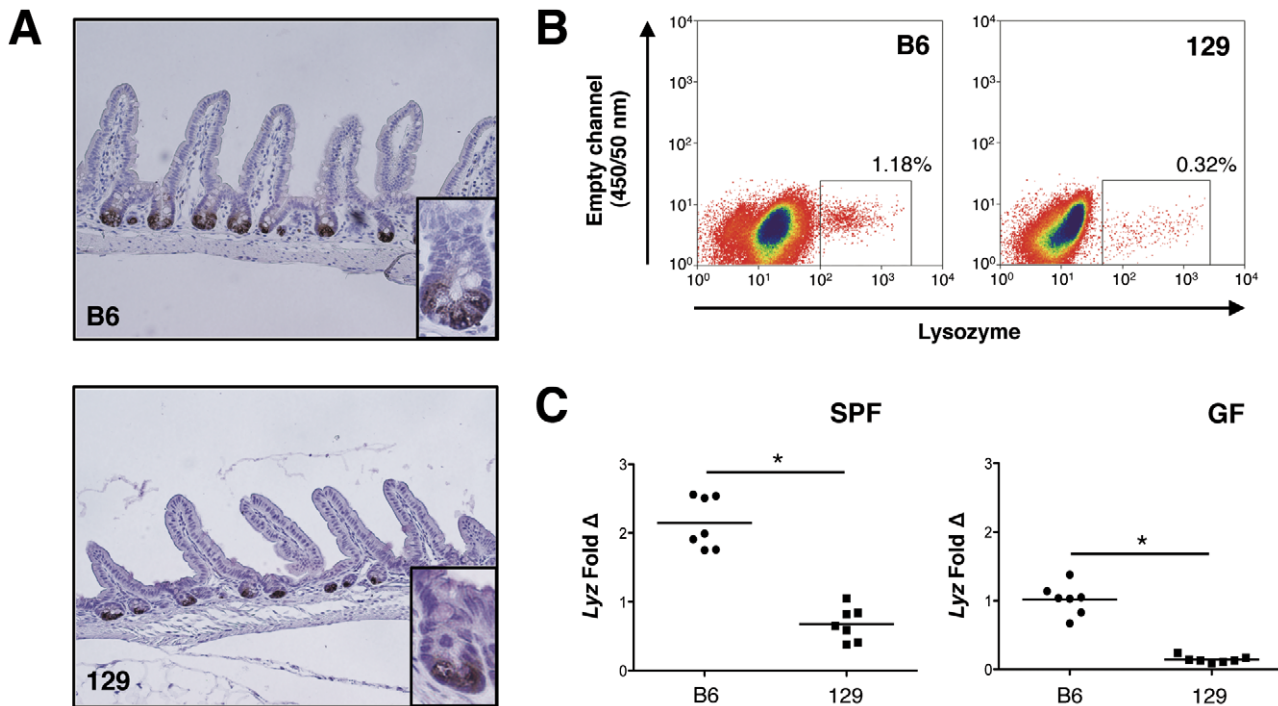 A
B6
129
B
Empty channel
(450/50 nm)
10⁴
10³
10²
10¹
10⁰
B6
1.18%
10⁰ 10¹ 10² 10³ 10⁴
10⁴
10³
10²
10¹
10⁰
129
0.32%
10⁰ 10¹ 10² 10³ 10⁴
Lysozyme
C
SPF
Lyz Fold Δ
3
2
1
0
*
B6 129
GF
Lyz Fold Δ
3
2
1
0
*
B6 129